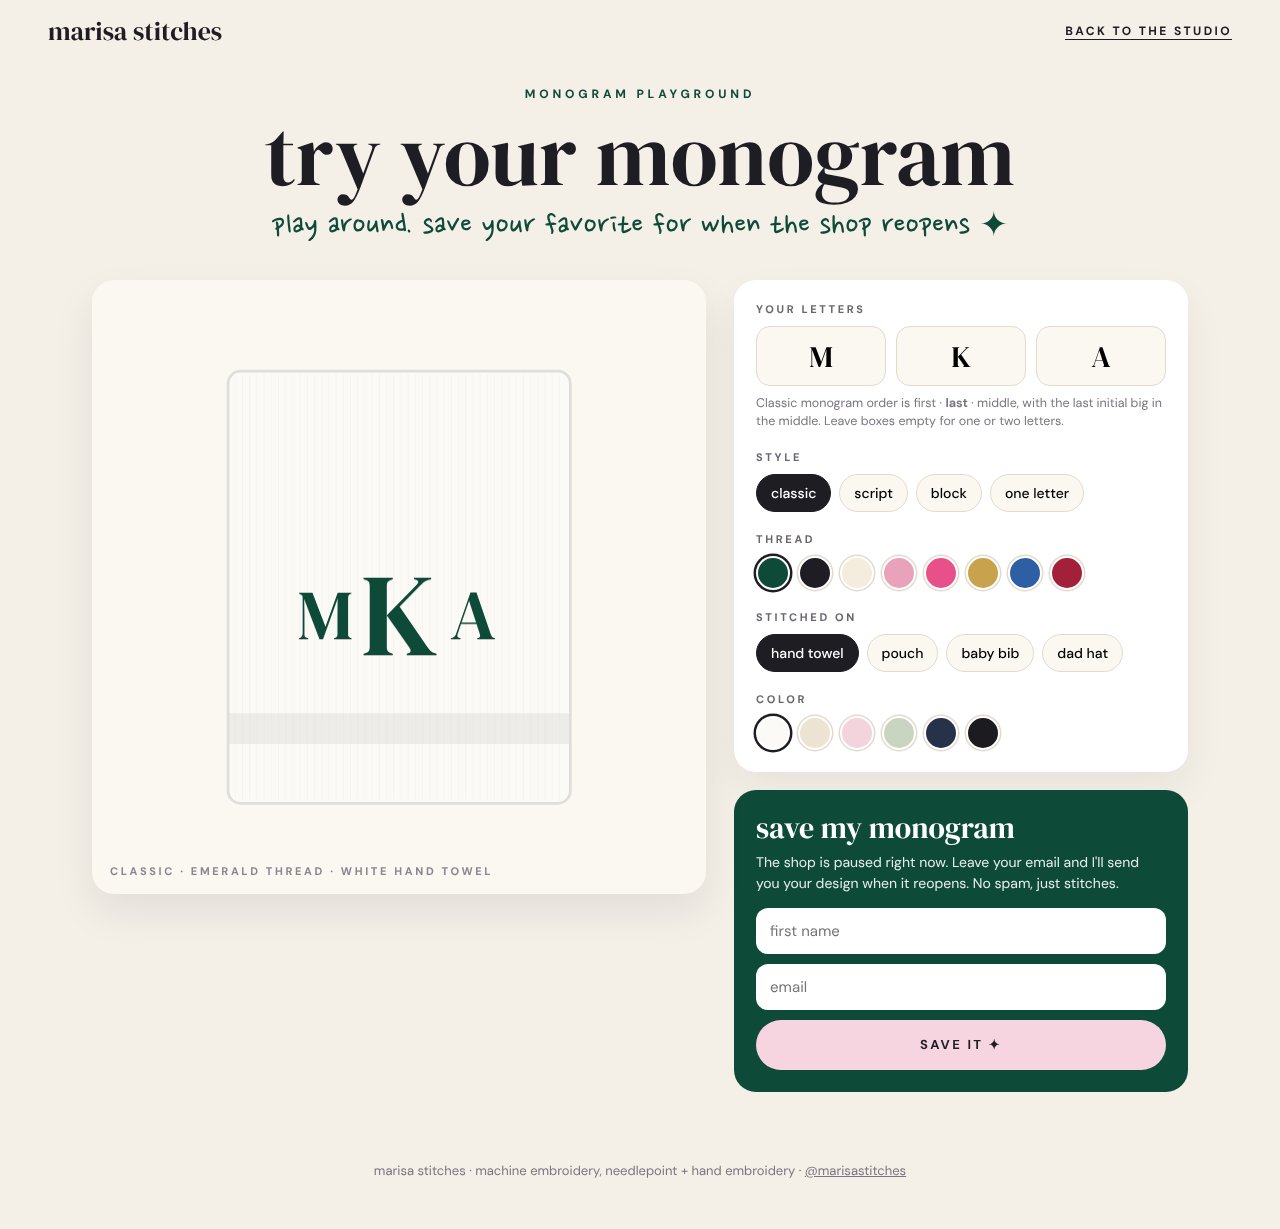 marisa stitches
BACK TO THE STUDIO
MONOGRAM PLAYGROUND
try your monogram
play around. save your favorite for when the shop reopens ✦
M K A
CLASSIC · EMERALD THREAD · WHITE HAND TOWEL
YOUR LETTERS
M K A
Classic monogram order is first · last · middle, with the last initial big in
the middle. Leave boxes empty for one or two letters.
STYLE
classic script block one letter
THREAD
STITCHED ON
hand towel pouch baby bib dad hat
COLOR
save my monogram
The shop is paused right now. Leave your email and I'll send
you your design when it reopens. No spam, just stitches.
first name
email
SAVE IT ✦
marisa stitches · machine embroidery, needlepoint + hand embroidery · @marisastitches